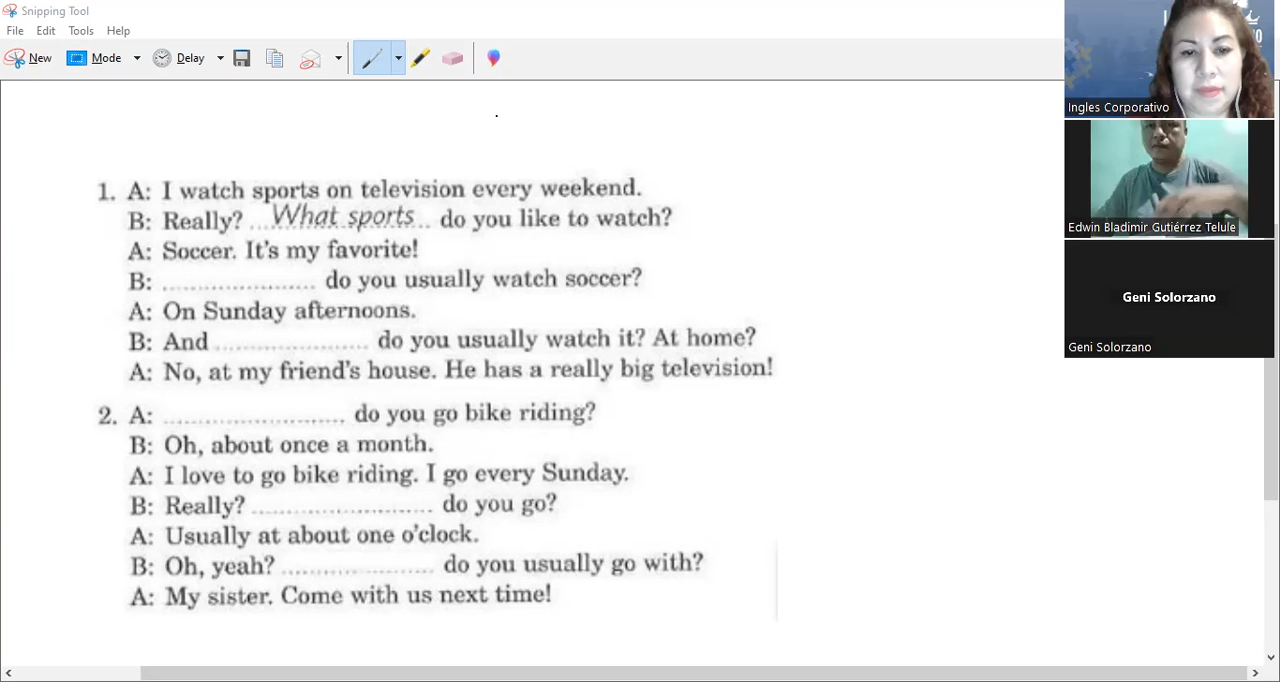 Snipping Tool
File Edit Tools Help
New Mode Delay
1. A: I watch sports on television every weekend.
B: Really? ...What sports... do you like to watch?
A: Soccer. It's my favorite!
B: ..................... do you usually watch soccer?
A: On Sunday afternoons.
B: And ..................... do you usually watch it? At home?
A: No, at my friend's house. He has a really big television!
2. A: ......................... do you go bike riding?
B: Oh, about once a month.
A: I love to go bike riding. I go every Sunday.
B: Really? ......................... do you go?
A: Usually at about one o'clock.
B: Oh, yeah? ..................... do you usually go with?
A: My sister. Come with us next time!
Ingles Corporativo
Edwin Bladimir Gutiérrez Telule
Geni Solorzano
Geni Solorzano